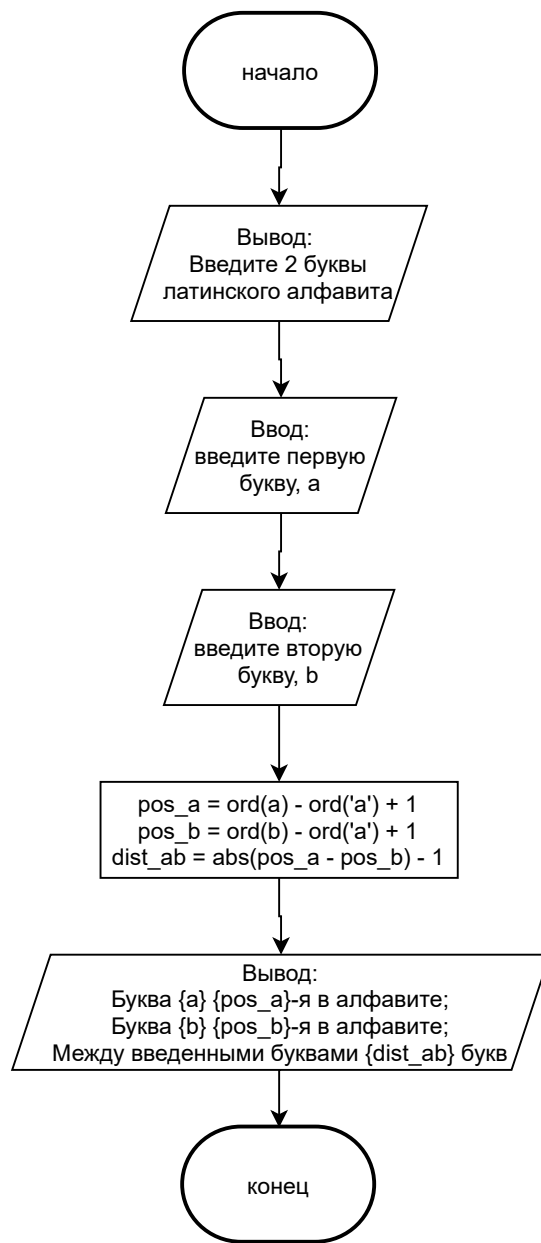 начало
Вывод:
Введите 2 буквы
латинского алфавита
Ввод:
введите первую
букву, a
Ввод:
введите вторую
букву, b
pos_a = ord(a) - ord('a') + 1
pos_b = ord(b) - ord('a') + 1
dist_ab = abs(pos_a - pos_b) - 1
Вывод:
Буква {a} {pos_a}-я в алфавите;
Буква {b} {pos_b}-я в алфавите;
Между введенными буквами {dist_ab} букв
конец